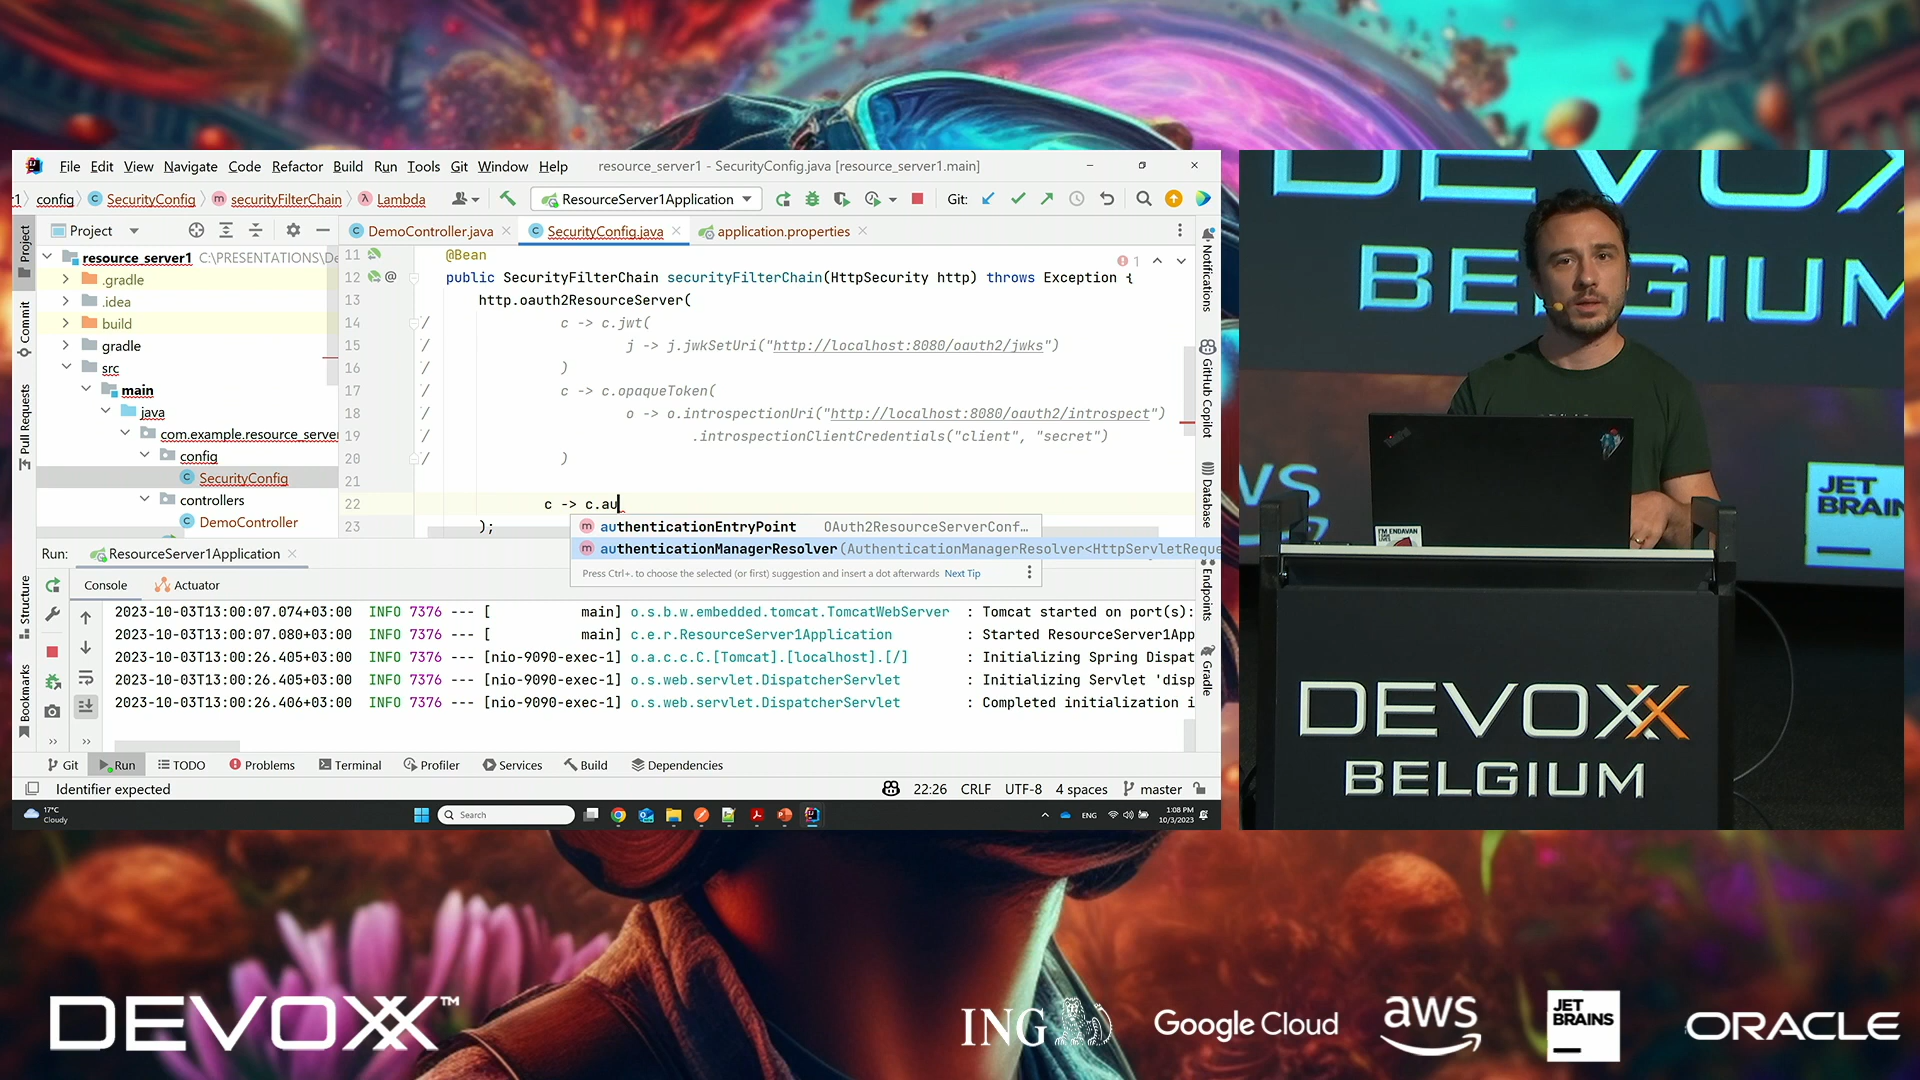 File Edit View Navigate Code Refactor Build Run Tools Git Window Help resource_server1 - SecurityConfig.java [resource_server1.main]
config SecurityConfig securityFilterChain Lambda ResourceServer1Application Git:
Project
DemoController.java SecurityConfig.java application.properties
resource_server1 C:\PRESENTATIONS\De
.gradle
.idea
build
gradle
src
main
java
com.example.resource_server
config
SecurityConfig
controllers
DemoController
11 @Bean
1
12 @ public SecurityFilterChain securityFilterChain(HttpSecurity http) throws Exception {
13 http.oauth2ResourceServer(
14 / c -> c.jwt(
15 / j -> j.jwkSetUri("http://localhost:8080/oauth2/jwks")
16 / )
17 / c -> c.opaqueToken(
18 / o -> o.introspectionUri("http://localhost:8080/oauth2/introspect")
19 / .introspectionClientCredentials("client", "secret")
20 / )
21
22 c -> c.au
23 );
authenticationEntryPoint OAuth2ResourceServerConf...
authenticationManagerResolver(AuthenticationManagerResolver<HttpServletReque
Press Ctrl+. to choose the selected (or first) suggestion and insert a dot afterwards Next Tip
Project
Commit
Pull Requests
Structure
Bookmarks
Notifications
GitHub Copilot
Database
Endpoints
Gradle
Run: ResourceServer1Application
Console Actuator
2023-10-03T13:00:07.074+03:00 INFO 7376 --- [ main] o.s.b.w.embedded.tomcat.TomcatWebServer : Tomcat started on port(s):
2023-10-03T13:00:07.080+03:00 INFO 7376 --- [ main] c.e.r.ResourceServer1Application : Started ResourceServer1App
2023-10-03T13:00:26.405+03:00 INFO 7376 --- [nio-9090-exec-1] o.a.c.c.C.[Tomcat].[localhost].[/] : Initializing Spring Dispat
2023-10-03T13:00:26.405+03:00 INFO 7376 --- [nio-9090-exec-1] o.s.web.servlet.DispatcherServlet : Initializing Servlet 'disp
2023-10-03T13:00:26.406+03:00 INFO 7376 --- [nio-9090-exec-1] o.s.web.servlet.DispatcherServlet : Completed initialization i
Git Run TODO Problems Terminal Profiler Services Build Dependencies
Identifier expected 22:26 CRLF UTF-8 4 spaces master
17°C
Cloudy
Search
ENG
1:08 PM
10/3/2023
DEVOX
BELGIUM
WS
JET
BRAIN
I'M ENDAVAN
DEVOXX
BELGIUM
DEVOXX™
ING
Google Cloud
aws
JET
BRAINS
ORACLE